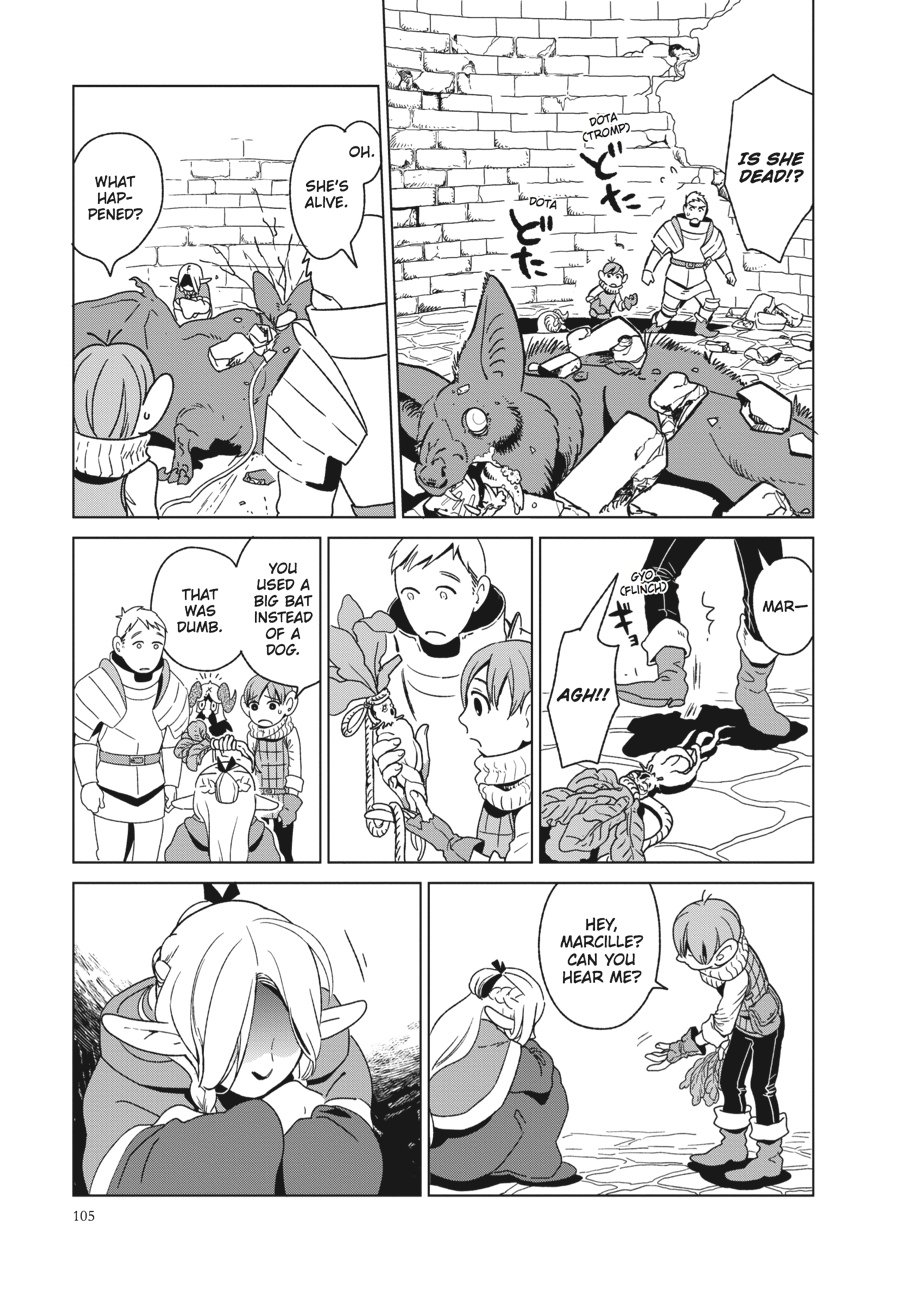 IS SHE
DEAD!?
DOTA
(TROMP)
どた
DOTA
どた
OH.
SHE'S
ALIVE.
WHAT
HAP-
PENED?
MAR—
GYO
(FLINCH)
ギョ
AGH!!
YOU
USED A
BIG BAT
INSTEAD
OF A
DOG.
THAT
WAS
DUMB.
HEY,
MARCILLE?
CAN YOU
HEAR ME?
105